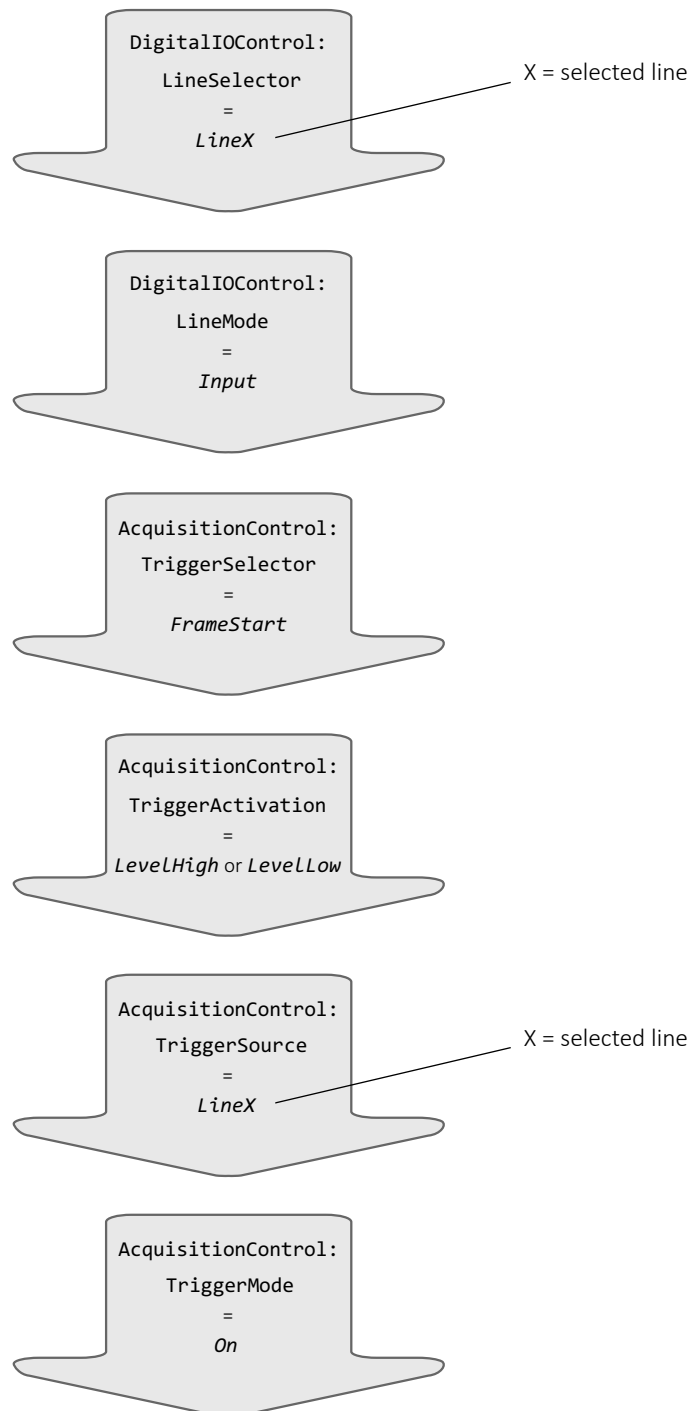 DigitalIOControl:
LineSelector
=
LineX
X = selected line
DigitalIOControl:
LineMode
=
Input
AcquisitionControl:
TriggerSelector
=
FrameStart
AcquisitionControl:
TriggerActivation
=
LevelHigh or LevelLow
AcquisitionControl:
TriggerSource
=
LineX
X = selected line
AcquisitionControl:
TriggerMode
=
On